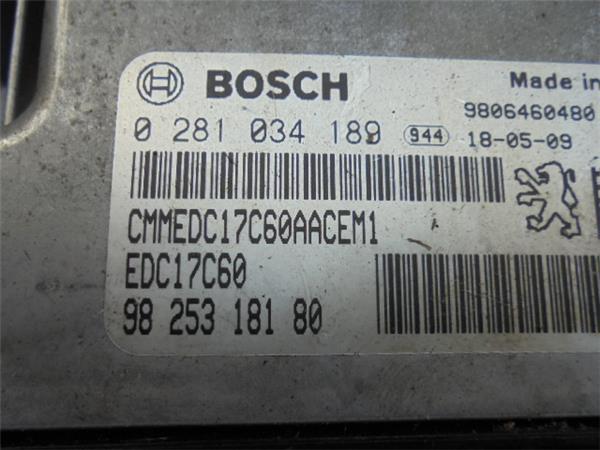 BOSCH
Made in
9806460480
0 281 034 189 944 18-05-09
CMMEDC17C60AACEM1
EDC17C60
98 253 181 80